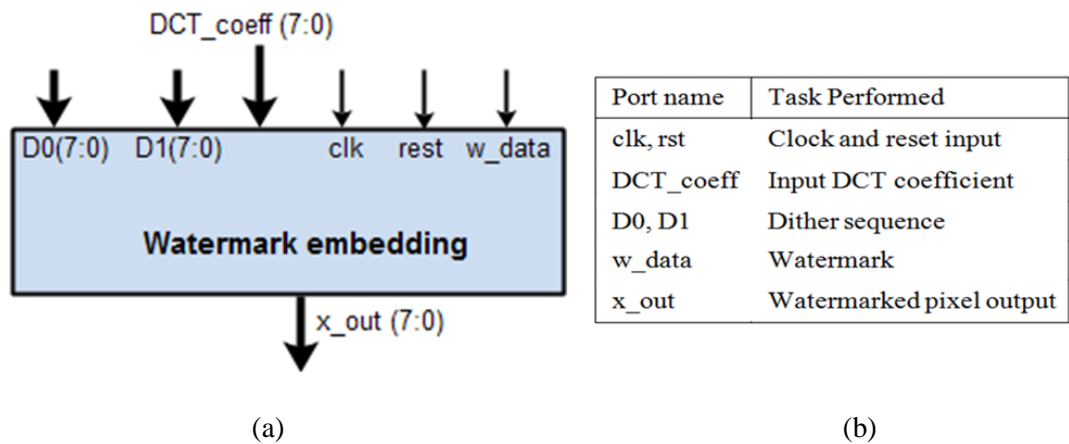 DCT_coeff (7:0)
D0(7:0) D1(7:0) clk rest w_data
Watermark embedding
x_out (7:0)
(a)
Port name Task Performed
clk, rst Clock and reset input
DCT_coeff Input DCT coefficient
D0, D1 Dither sequence
w_data Watermark
x_out Watermarked pixel output
(b)